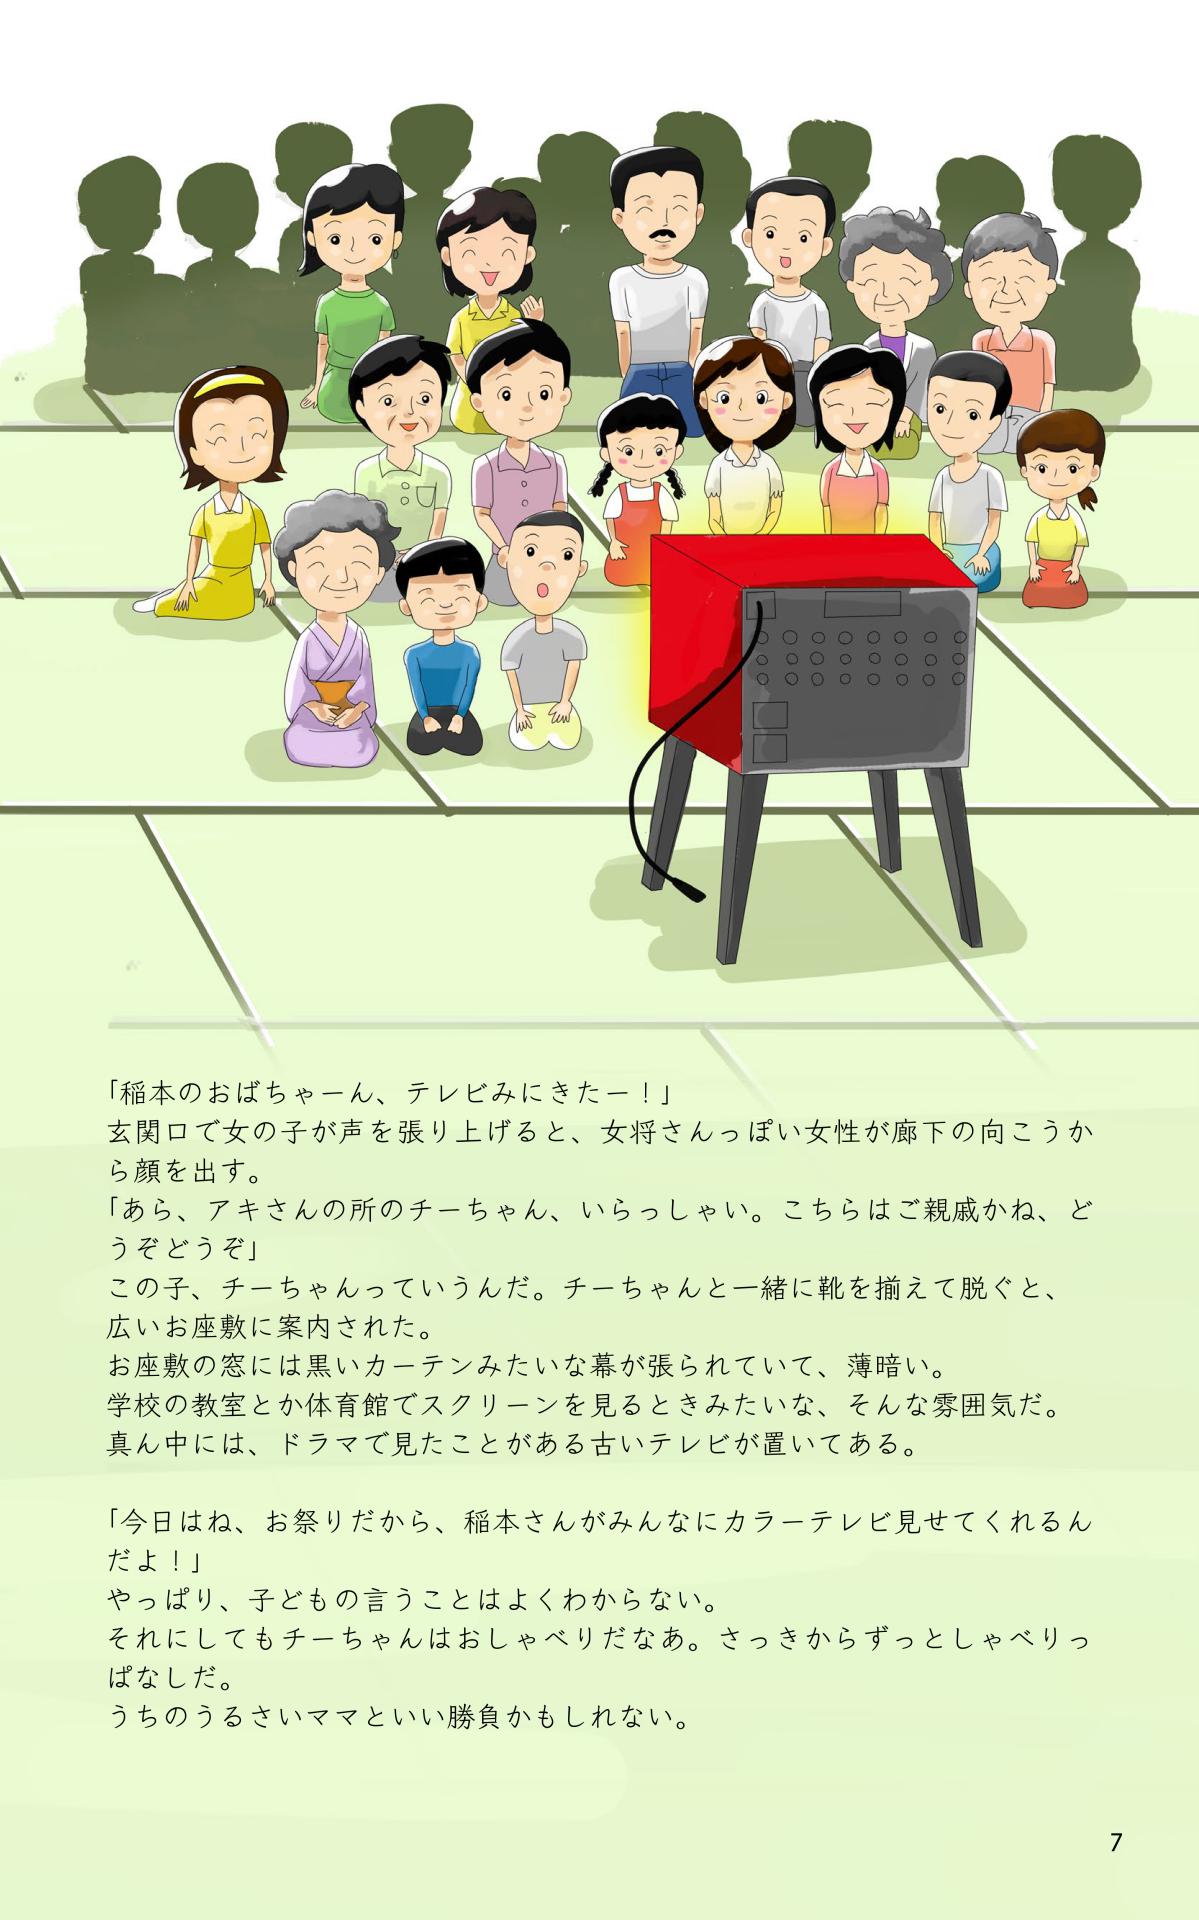 「稲本のおばちゃーん、テレビみにきたー！」
玄関口で女の子が声を張り上げると、女将さんっぽい女性が廊下の向こうか
ら顔を出す。
「あら、アキさんの所のチーちゃん、いらっしゃい。こちらはご親戚かね、ど
うぞどうぞ」
この子、チーちゃんっていうんだ。チーちゃんと一緒に靴を揃えて脱ぐと、
広いお座敷に案内された。
お座敷の窓には黒いカーテンみたいな幕が張られていて、薄暗い。
学校の教室とか体育館でスクリーンを見るときみたいな、そんな雰囲気だ。
真ん中には、ドラマで見たことがある古いテレビが置いてある。
「今日はね、お祭りだから、稲本さんがみんなにカラーテレビ見せてくれるん
だよ！」
やっぱり、子どもの言うことはよくわからない。
それにしてもチーちゃんはおしゃべりだなあ。さっきからずっとしゃべりっ
ぱなしだ。
うちのうるさいママといい勝負かもしれない。
7